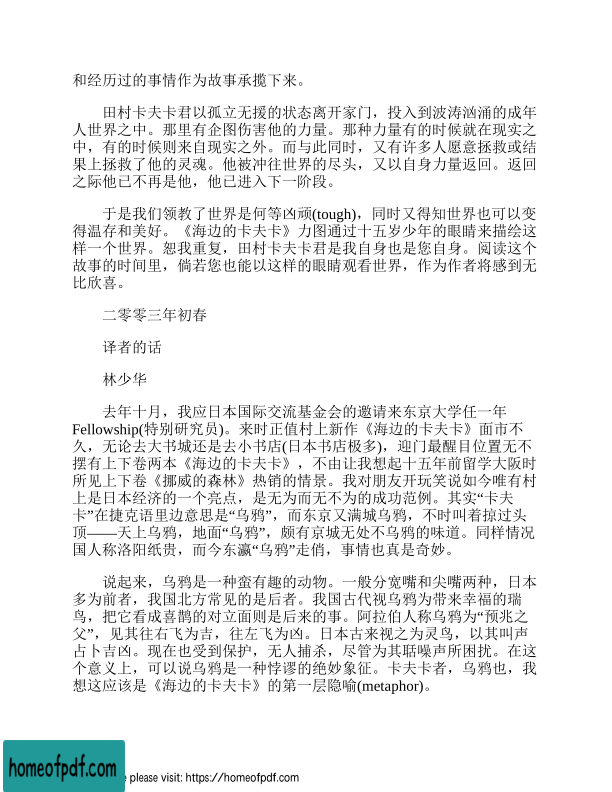 和经历过的事情作为故事承揽下来。
田村卡夫卡君以孤立无援的状态离开家门，投入到波涛汹涌的成年
人世界之中。那里有企图伤害他的力量。那种力量有的时候就在现实之
中，有的时候则来自现实之外。而与此同时，又有许多人愿意拯救或结
果上拯救了他的灵魂。他被冲往世界的尽头，又以自身力量返回。返回
之际他已不再是他，他已进入下一阶段。
于是我们领教了世界是何等凶顽(tough)，同时又得知世界也可以变
得温存和美好。《海边的卡夫卡》力图通过十五岁少年的眼睛来描绘这
样一个世界。恕我重复，田村卡夫卡君是我自身也是您自身。阅读这个
故事的时间里，倘若您也能以这样的眼睛观看世界，作为作者将感到无
比欣喜。
二零零三年初春
译者的话
林少华
去年十月，我应日本国际交流基金会的邀请来东京大学任一年
Fellowship(特别研究员)。来时正值村上新作《海边的卡夫卡》面市不
久，无论去大书城还是去小书店(日本书店极多)，迎门最醒目位置无不
摆有上下卷两本《海边的卡夫卡》，不由让我想起十五年前留学大阪时
所见上下卷《挪威的森林》热销的情景。我对朋友开玩笑说如今唯有村
上是日本经济的一个亮点，是无为而无不为的成功范例。其实“卡夫
卡”在捷克语里边意思是“乌鸦”，而东京又满城乌鸦，不时叫着掠过头
顶——天上乌鸦，地面“乌鸦”，颇有京城无处不乌鸦的味道。同样情况
国人称洛阳纸贵，而今东瀛“乌鸦”走俏，事情也真是奇妙。
说起来，乌鸦是一种蛮有趣的动物。一般分宽嘴和尖嘴两种，日本
多为前者，我国北方常见的是后者。我国古代视乌鸦为带来幸福的瑞
鸟，把它看成喜鹊的对立面则是后来的事。阿拉伯人称乌鸦为“预兆之
父”，见其往右飞为吉，往左飞为凶。日本古来视之为灵鸟，以其叫声
占卜吉凶。现在也受到保护，无人捕杀，尽管为其聒噪声所困扰。在这
个意义上，可以说乌鸦是一种悖谬的绝妙象征。卡夫卡者，乌鸦也，我
想这应该是《海边的卡夫卡》的第一层隐喻(metaphor)。
homeofpdf.com
please visit: https://homeofpdf.com